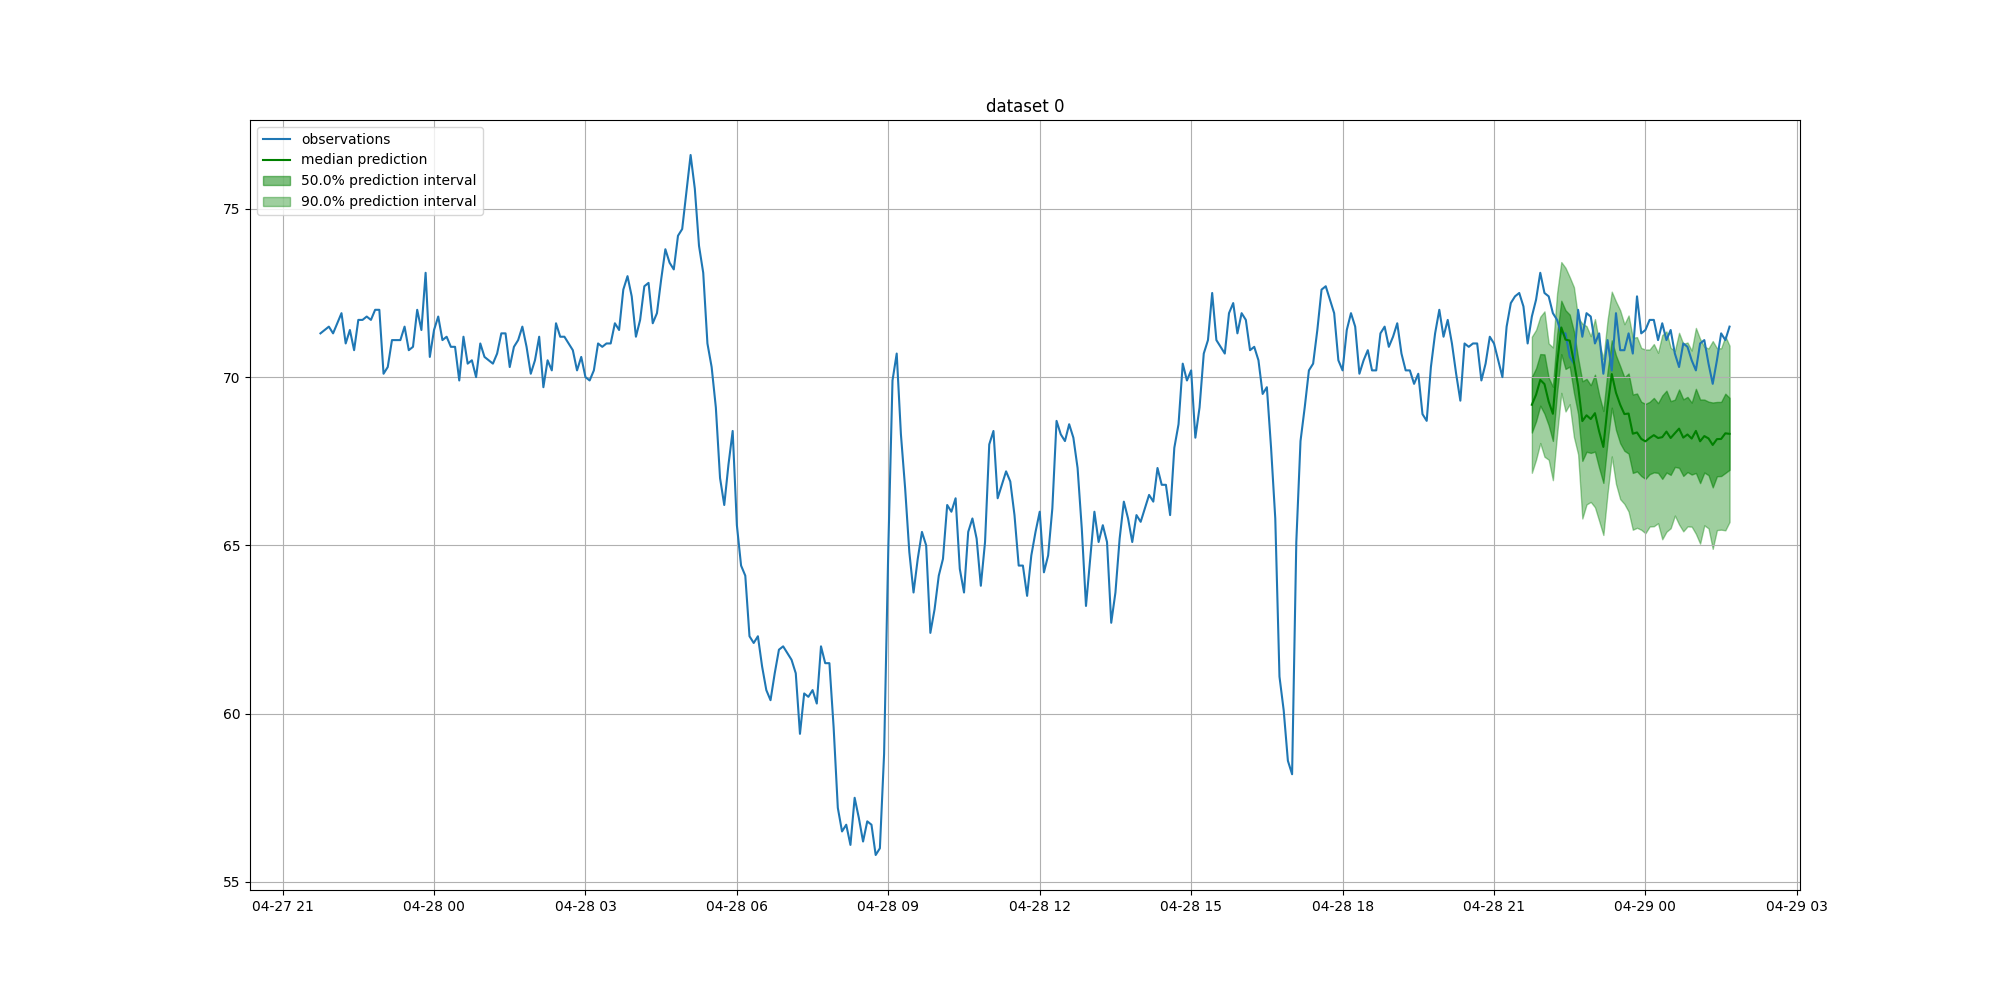 dataset 0
observations
median prediction
50.0% prediction interval
90.0% prediction interval
75
70
65
60
55
04-27 21 04-28 00 04-28 03 04-28 06 04-28 09 04-28 12 04-28 15 04-28 18 04-28 21 04-29 00 04-29 03